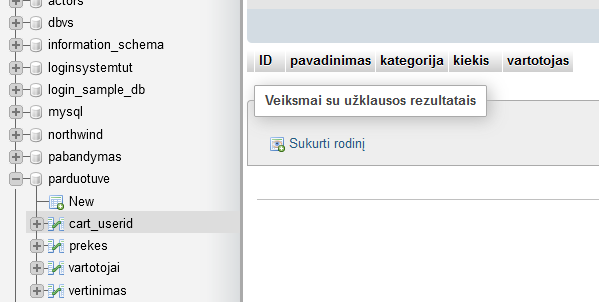 actors
dbvs
information_schema
loginsystemtut
login_sample_db
mysql
northwind
pabandymas
parduotuve
New
cart_userid
prekes
vartotojai
vertinimas
ID pavadinimas kategorija kiekis vartotojas
Veiksmai su užklausos rezultatais
Sukurti rodinį